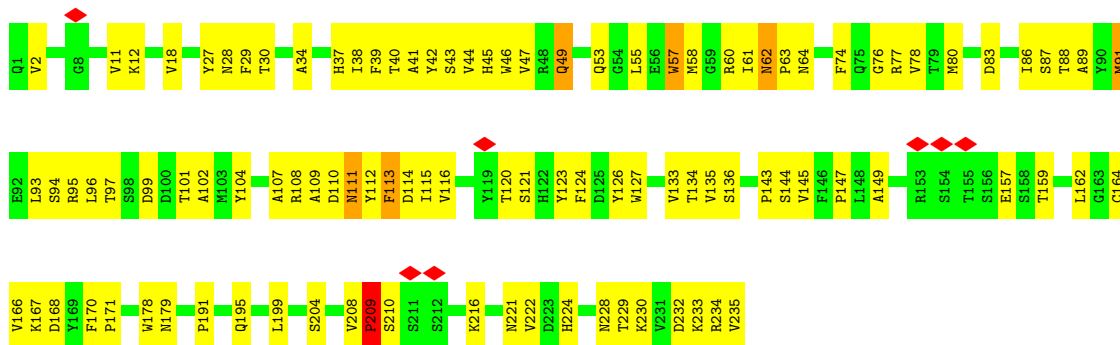 Q1 V2 G8 V11 K12 V18 Y27 N28 F29 T30 A34 H37 I38 F39 T40 A41 Y42 S43 V44 H45 W46 V47 R48 Q49 Q53 G54 L55 E56 W57 M58 G59 R60 I61 N62 P63 N64 F74 Q75 G76 R77 V78 T79 M80 D83 I86 S87 T88 A89 Y90 M91
E92 L93 S94 R95 L96 T97 S98 D99 D100 T101 A102 M103 Y104 A107 R108 A109 D110 N111 Y112 F113 D114 I115 V116 Y119 T120 S121 H122 Y123 F124 D125 Y126 W127 V133 T134 V135 S136 P143 S144 V145 F146 P147 L148 A149 R153 S154 T155 S156 E157 S158 T159 L162 G163 C164
V166 K167 D168 Y169 F170 P171 W178 N179 P191 Q195 L199 S204 V208 P209 S210 S211 S212 K216 N221 V222 D223 H224 N228 T229 K230 V231 D232 K233 R234 V235